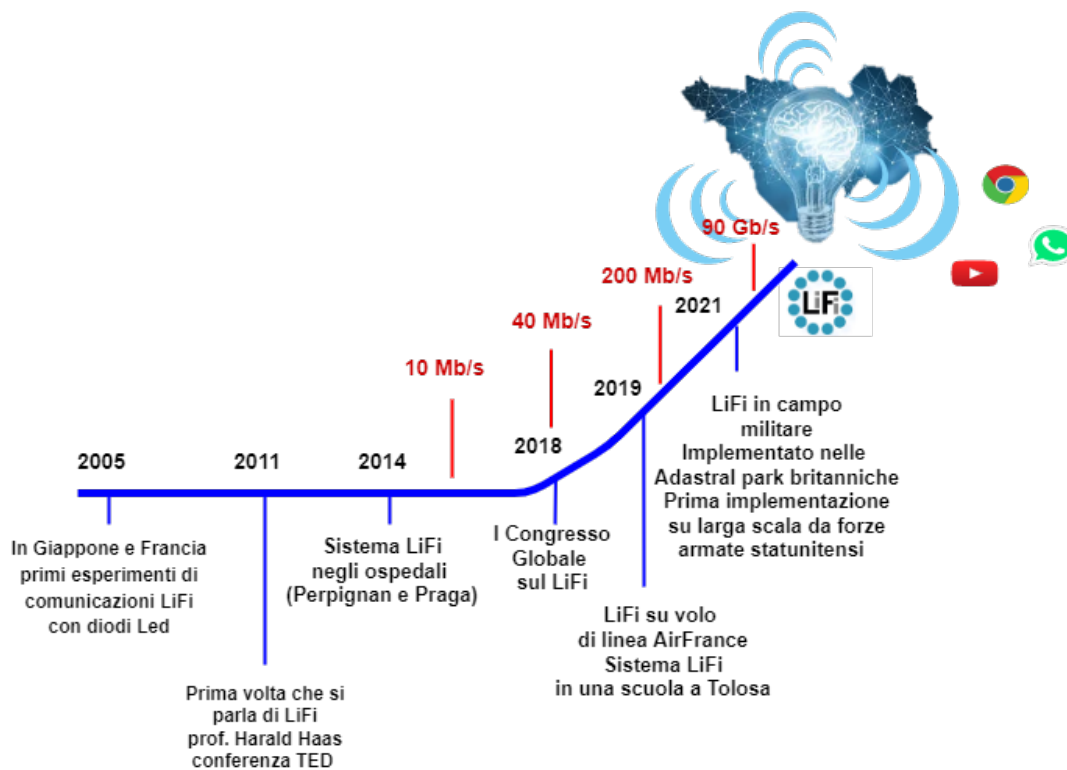 90 Gb/s
200 Mb/s
2021
LiFi
40 Mb/s
10 Mb/s
2019
2018
2005
2011
2014
In Giappone e Francia
primi esperimenti di
comunicazioni LiFi
con diodi Led
Prima volta che si
parla di LiFi
prof. Harald Haas
conferenza TED
Sistema LiFi
negli ospedali
(Perpignan e Praga)
I Congresso
Globale
sul LiFi
LiFi su volo
di linea AirFrance
Sistema LiFi
in una scuola a Tolosa
LiFi in campo
militare
Implementato nelle
Adastral park britanniche
Prima implementazione
su larga scala da forze
armate statunitensi